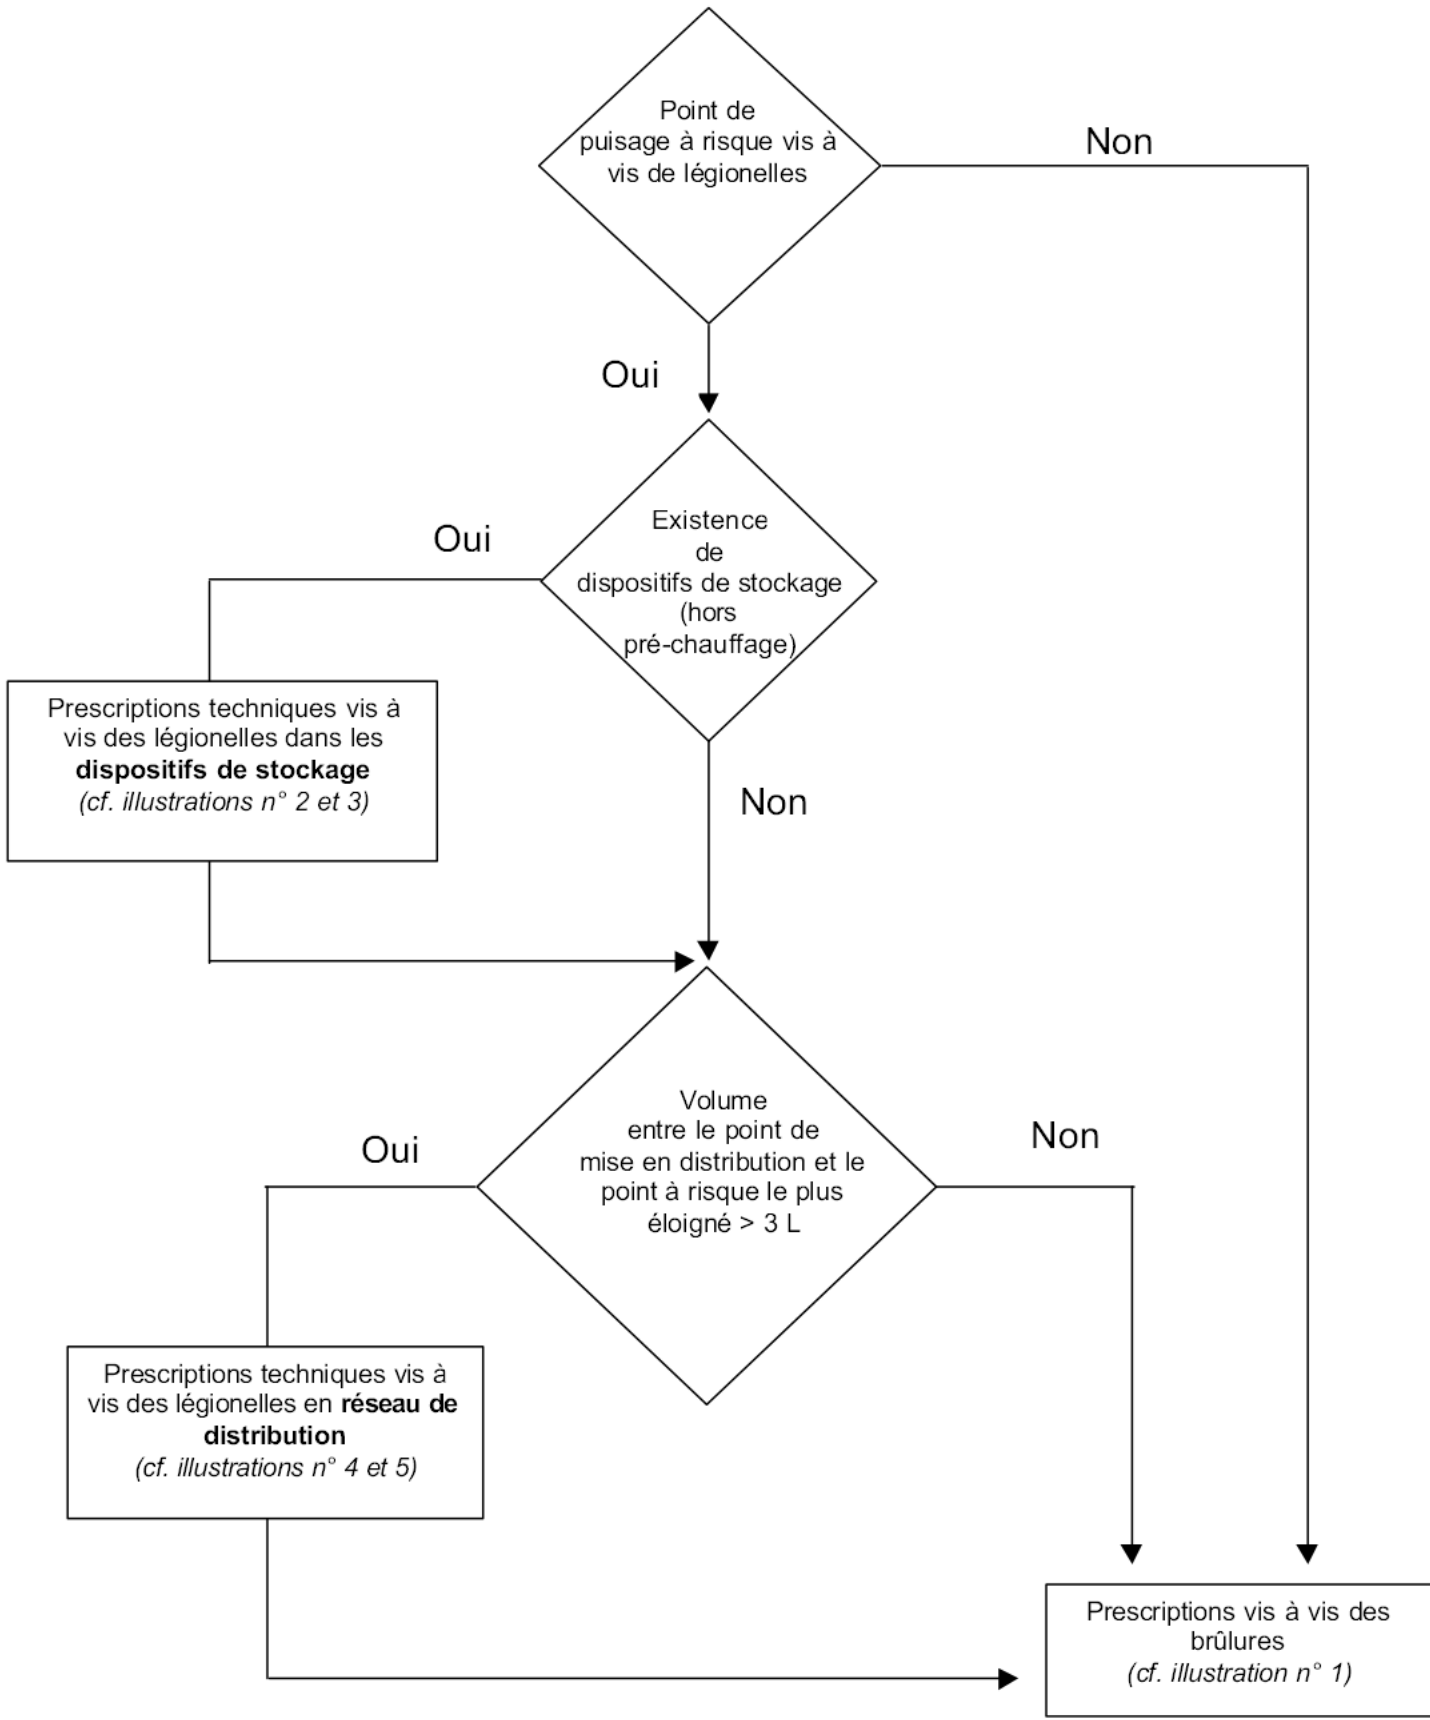 Point de
puisage à risque vis à
vis de légionelles
Non
Oui
Existence
de
dispositifs de stockage
(hors
pré-chauffage)
Oui
Prescriptions techniques vis à
vis des légionelles dans les
dispositifs de stockage
(cf. illustrations n° 2 et 3)
Non
Volume
entre le point de
mise en distribution et le
point à risque le plus
éloigné > 3 L
Oui
Non
Prescriptions techniques vis à
vis des légionelles en réseau de
distribution
(cf. illustrations n° 4 et 5)
Prescriptions vis à vis des
brûlures
(cf. illustration n° 1)